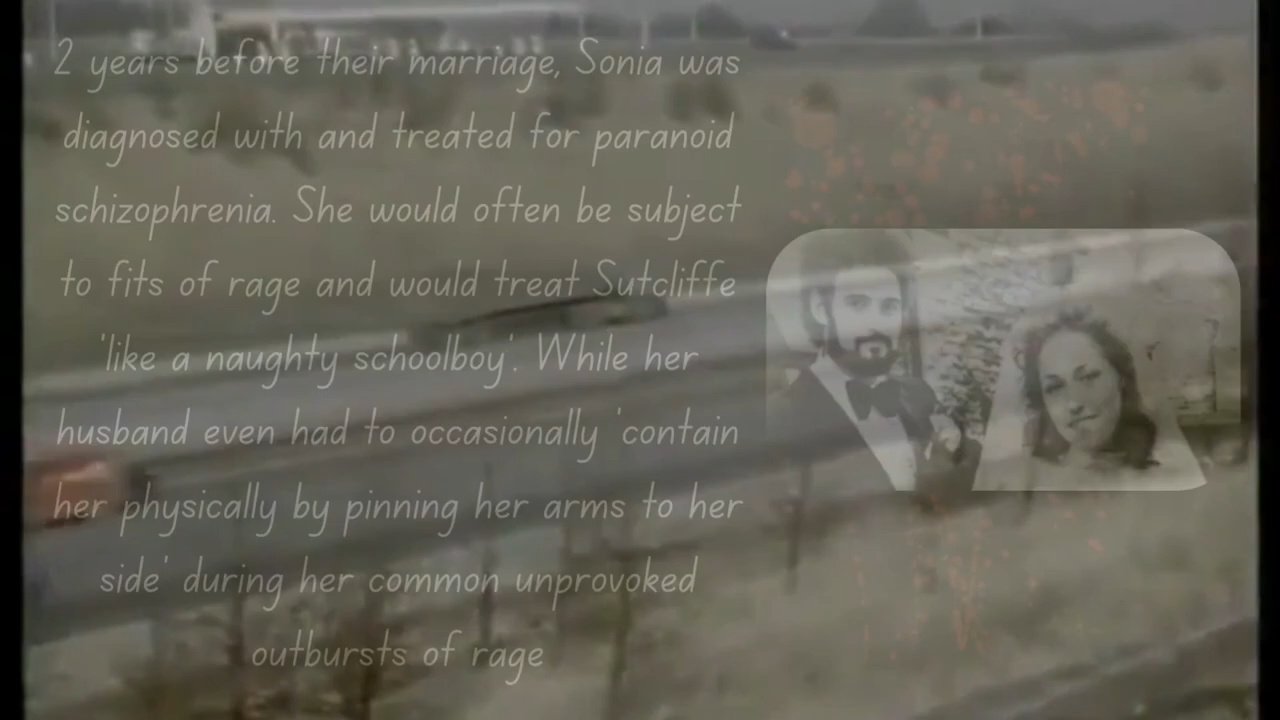 2 years before their marriage, Sonia was
diagnosed with and treated for paranoid
schizophrenia. She would often be subject
to fits of rage and would treat Sutcliffe
'like a naughty schoolboy'. While her
husband even had to occasionally 'contain
her physically by pinning her arms to her
side' during her common unprovoked
outbursts of rage